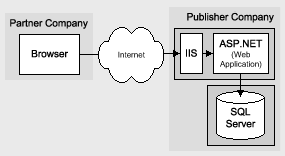 Partner Company
Publisher Company
Browser
Internet
IIS
ASP.NET
(Web
Application)
SQL
Server